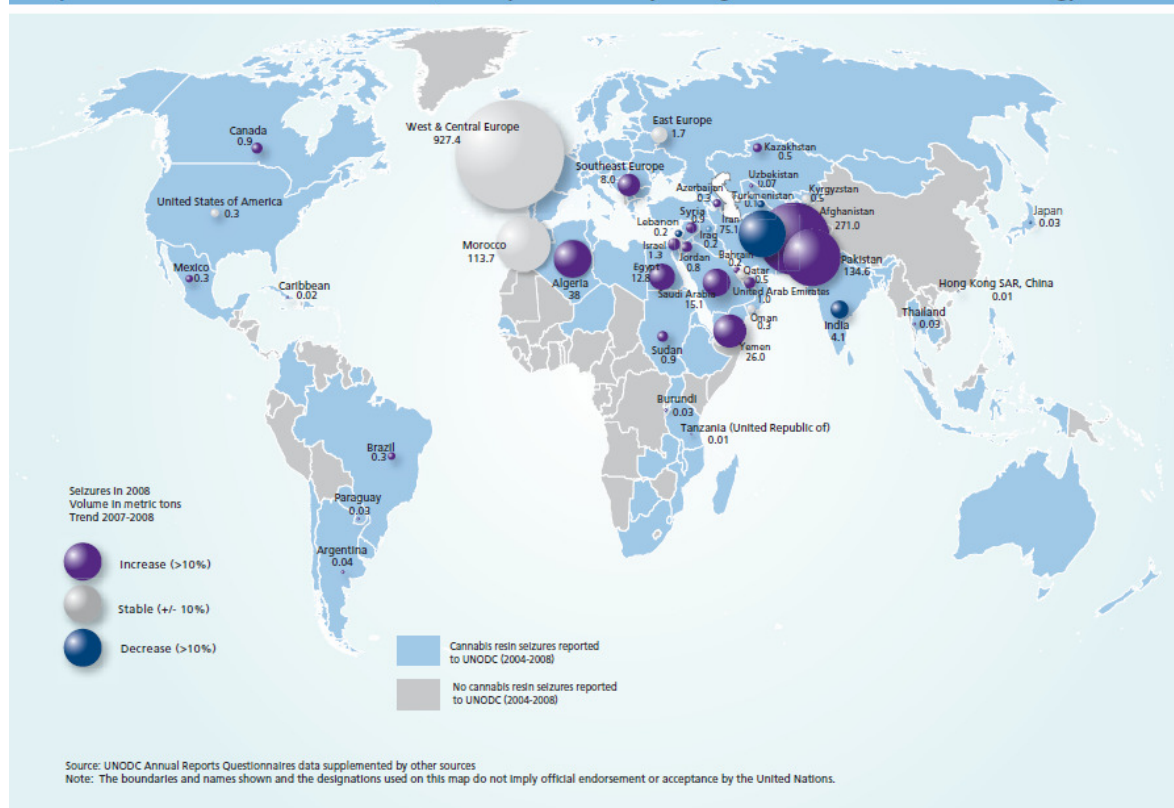 West & Central Europe
927.4
East Europe
1.7
Canada
0.9
Kazakhstan
0.5
Southeast Europe
8.0
Uzbekistan
0.07
Azerbaijan
0.3
Turkmenistan
0.1
Kyrgyzstan
0.5
United States of America
0.3
Syria
0.9
Iran
75.1
Afghanistan
271.0
Japan
0.03
Lebanon
0.2
Iraq
0.2
Morocco
113.7
Israel
1.3
Jordan
0.8
Bahrain
0.2
Pakistan
134.6
Mexico
0.3
Algeria
38
Egypt
12.8
Qatar
0.5
Caribbean
0.02
Saudi Arabia
15.1
United Arab Emirates
1.0
Hong Kong SAR, China
0.01
Oman
0.3
India
4.1
Thailand
0.03
Sudan
0.9
Yemen
26.0
Burundi
0.03
Tanzania (United Republic of)
0.01
Brazil
0.3
Paraguay
0.03
Argentina
0.04
Seizures in 2008
Volume in metric tons
Trend 2007-2008
Increase (>10%)
Stable (+/- 10%)
Decrease (>10%)
Cannabis resin seizures reported
to UNODC (2004-2008)
No cannabis resin seizures reported
to UNODC (2004-2008)
Source: UNODC Annual Reports Questionnaires data supplemented by other sources
Note: The boundaries and names shown and the designations used on this map do not imply official endorsement or acceptance by the United Nations.